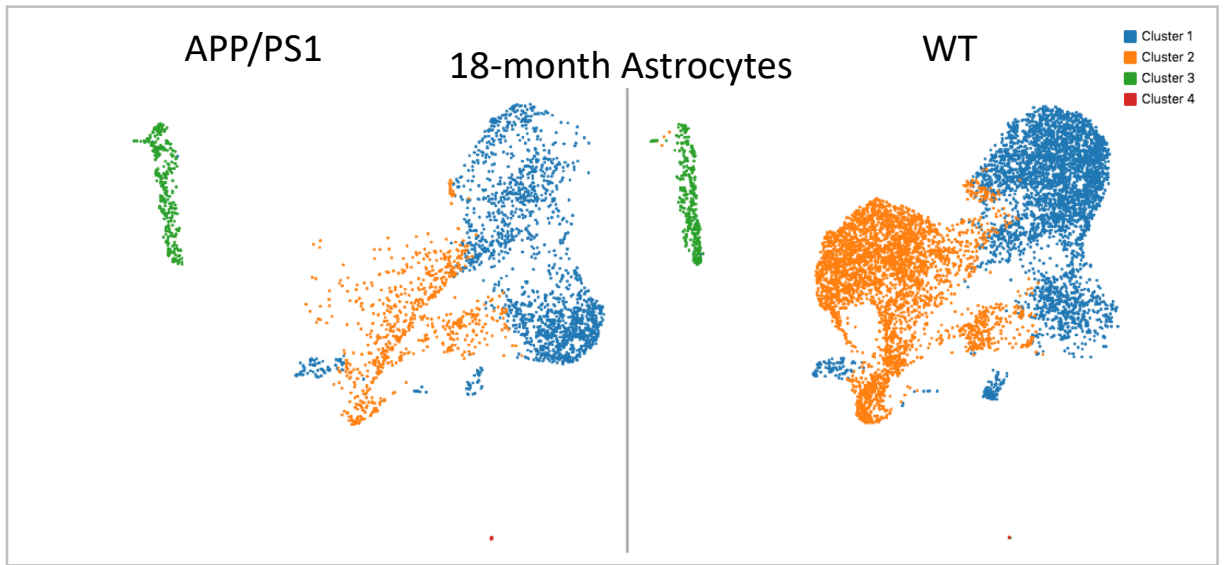 APP/PS1
18-month Astrocytes
WT
Cluster 1
Cluster 2
Cluster 3
Cluster 4